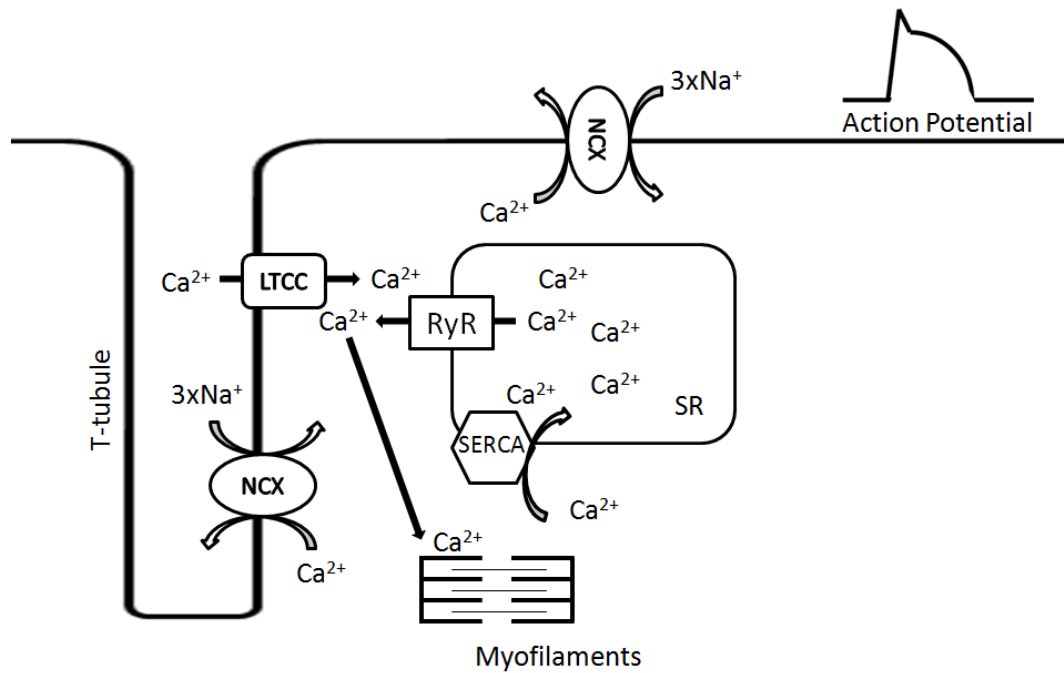 3xNa⁺
NCX
Action Potential
Ca²⁺
Ca²⁺
LTCC
Ca²⁺
Ca²⁺
Ca²⁺
RyR
Ca²⁺
Ca²⁺
T-tubule
3xNa⁺
Ca²⁺
Ca²⁺
SR
SERCA
NCX
Ca²⁺
Ca²⁺
Ca²⁺
Myofilaments